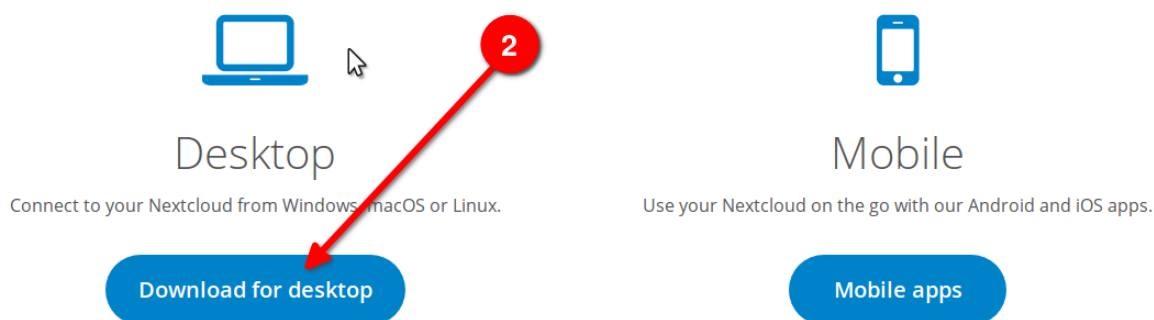 2
Desktop
Connect to your Nextcloud from Windows, macOS or Linux.
Download for desktop
Mobile
Use your Nextcloud on the go with our Android and iOS apps.
Mobile apps